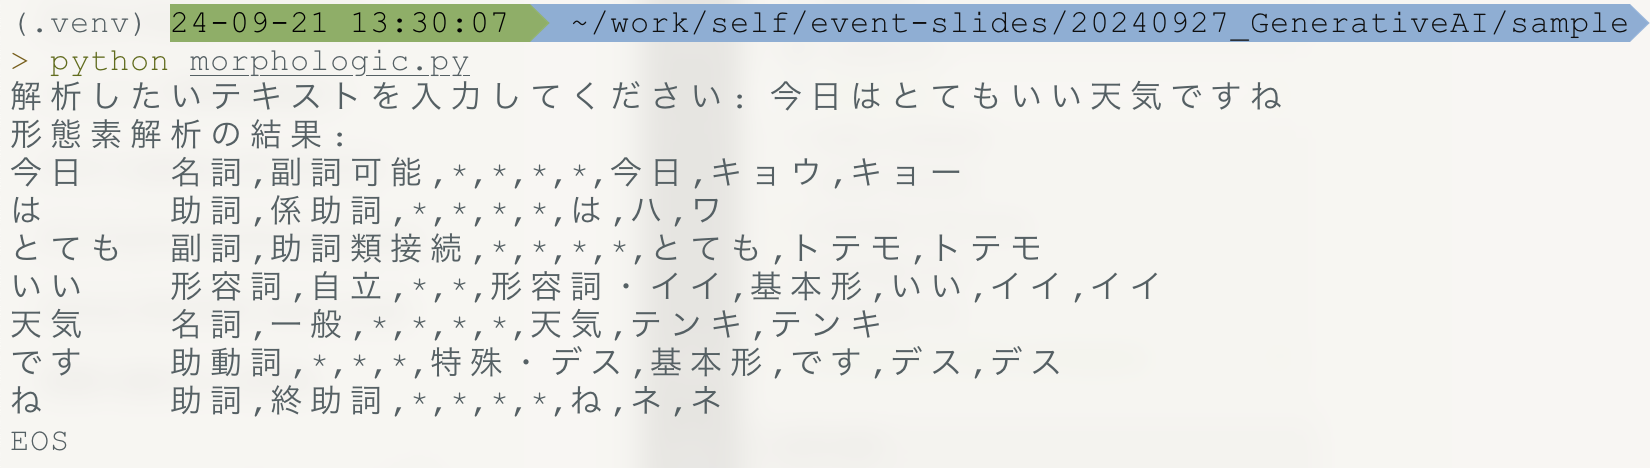 (.venv) 24-09-21 13:30:07 ~/work/self/event-slides/20240927_GenerativeAI/sample
> python morphologic.py
解析したいテキストを入力してください: 今日はとてもいい天気ですね
形態素解析の結果:
今日 名詞,副詞可能,*,*,*,*,今日,キョウ,キョー
は 助詞,係助詞,*,*,*,*,は,ハ,ワ
とても 副詞,助詞類接続,*,*,*,*,とても,トテモ,トテモ
いい 形容詞,自立,*,*,形容詞・イイ,基本形,いい,イイ,イイ
天気 名詞,一般,*,*,*,*,天気,テンキ,テンキ
です 助動詞,*,*,*,特殊・デス,基本形,です,デス,デス
ね 助詞,終助詞,*,*,*,*,ね,ネ,ネ
EOS